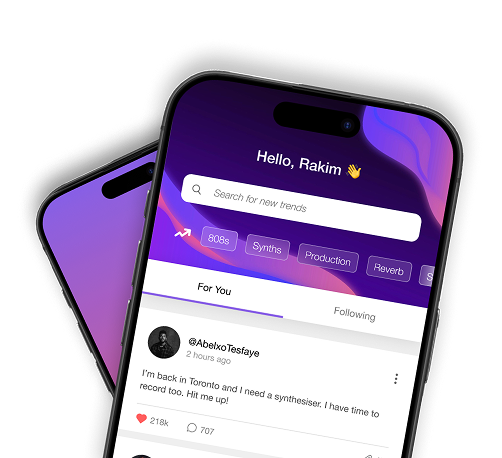 Hello, Rakim 👋
Search for new trends
808s Synths Production Reverb S
For You Following
@AbelxoTesfaye
2 hours ago
I'm back in Toronto and I need a synthesiser. I have time to
record too. Hit me up!
218k 707